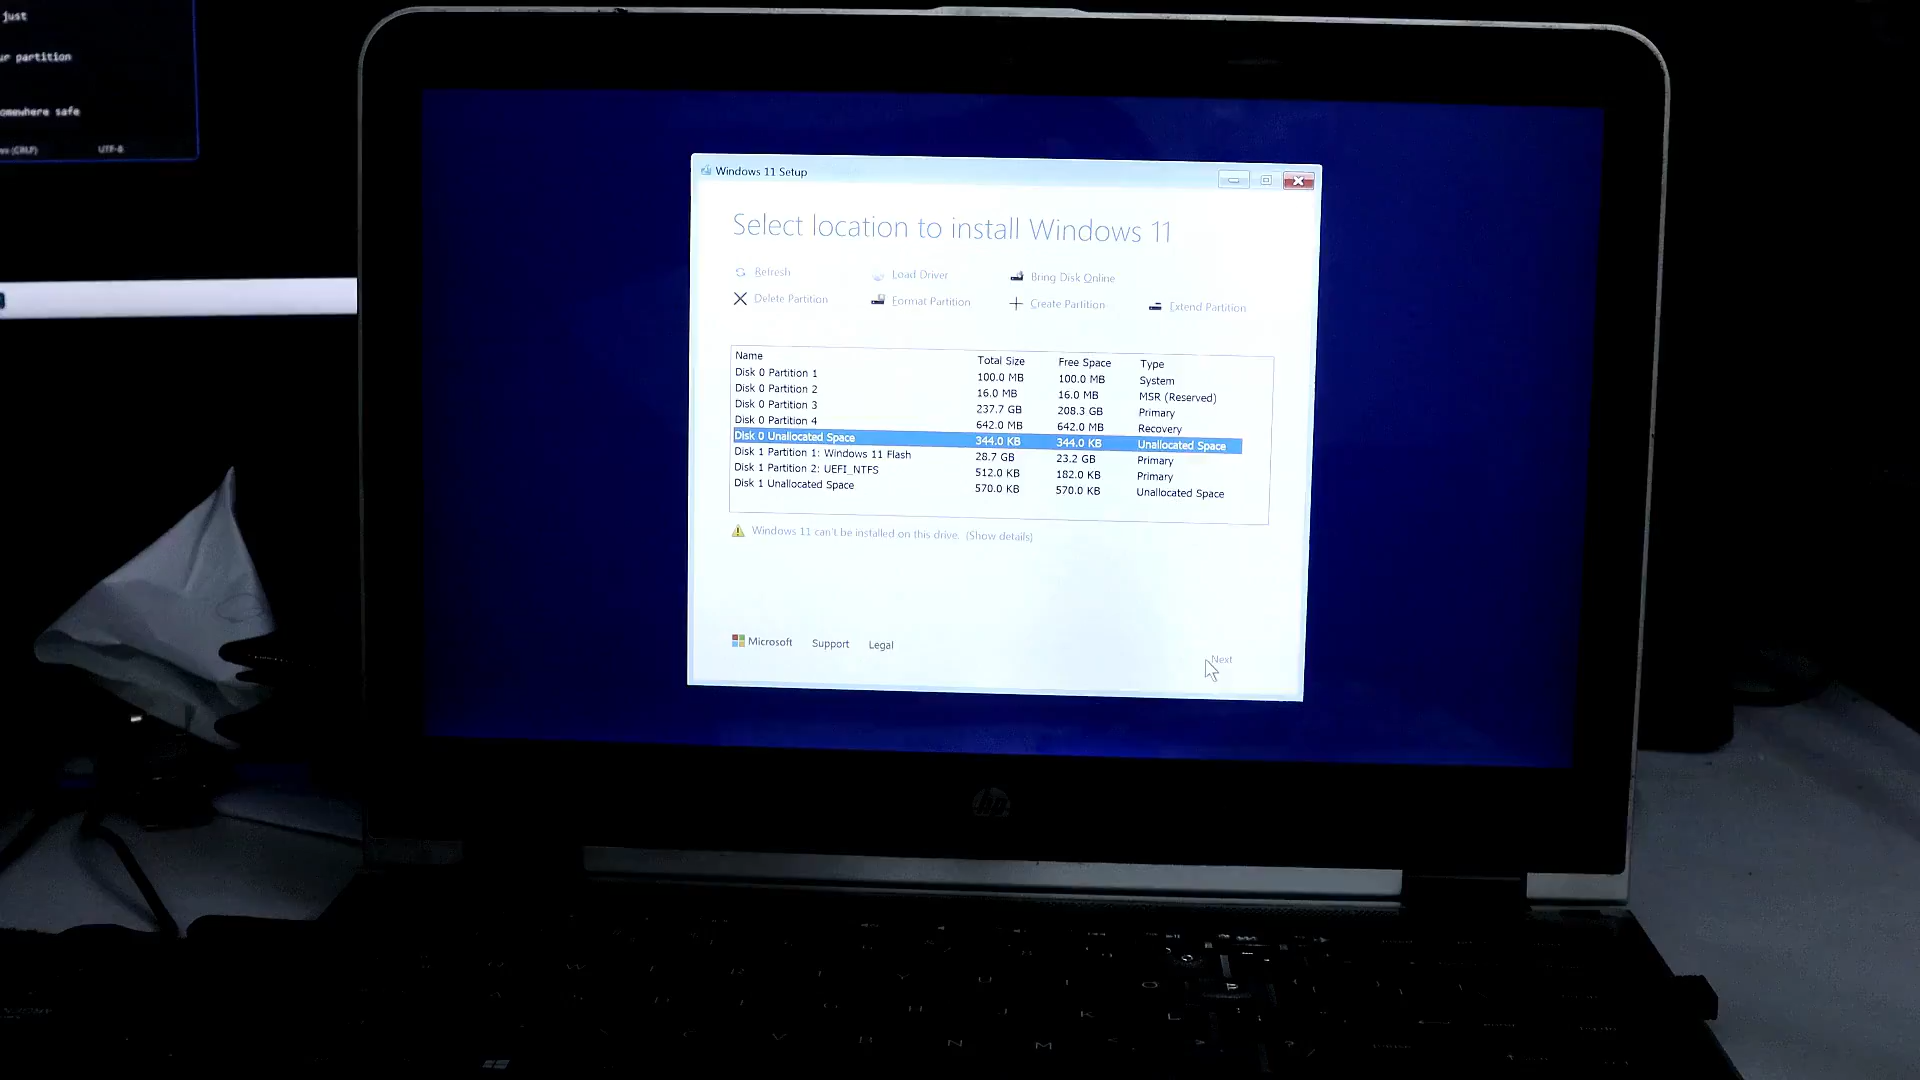 just
ur partition
omewhere safe
(CRLF)
UTF-8
Windows 11 Setup
Select location to install Windows 11
Refresh
Load Driver
Bring Disk Online
Delete Partition
Format Partition
Create Partition
Extend Partition
Name Total Size Free Space Type
Disk 0 Partition 1 100.0 MB 100.0 MB System
Disk 0 Partition 2 16.0 MB 16.0 MB MSR (Reserved)
Disk 0 Partition 3 237.7 GB 208.3 GB Primary
Disk 0 Partition 4 642.0 MB 642.0 MB Recovery
Disk 0 Unallocated Space 344.0 KB 344.0 KB Unallocated Space
Disk 1 Partition 1: Windows 11 Flash 28.7 GB 23.2 GB Primary
Disk 1 Partition 2: UEFI_NTFS 512.0 KB 182.0 KB Primary
Disk 1 Unallocated Space 570.0 KB 570.0 KB Unallocated Space
Windows 11 can't be installed on this drive. (Show details)
Microsoft Support Legal
Next
hp